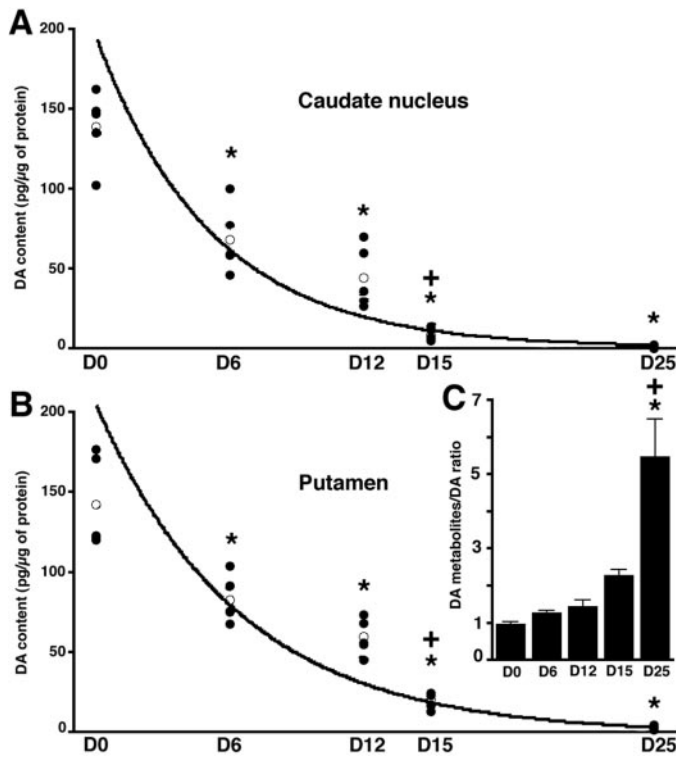 A
200
150
100
50
0
DA content (pg/µg of protein)
Caudate nucleus
*
*
+
*
*
D0 D6 D12 D15 D25
B
200
150
100
50
0
DA content (pg/µg of protein)
Putamen
*
*
+
*
*
D0 D6 D12 D15 D25
C
7
5
3
1
0
DA metabolites/DA ratio
+
*
D0 D6 D12 D15 D25